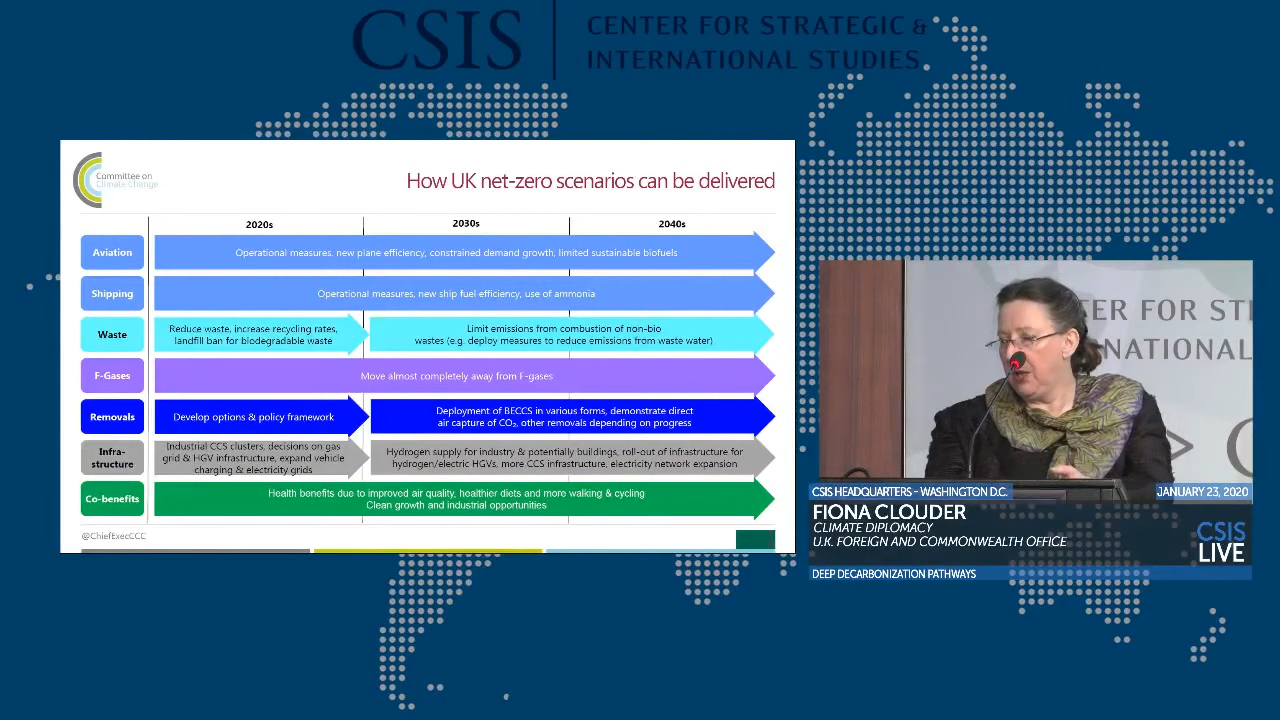 CSIS
CENTER FOR STRATEGIC &
INTERNATIONAL STUDIES
Committee on
Climate Change
How UK net-zero scenarios can be delivered
2020s
2030s
2040s
Aviation
Operational measures, new plane efficiency, constrained demand growth, limited sustainable biofuels
Shipping
Operational measures, new ship fuel efficiency, use of ammonia
Waste
Reduce waste, increase recycling rates,
landfill ban for biodegradable waste
Limit emissions from combustion of non-bio
wastes (e.g. deploy measures to reduce emissions from waste water)
F-Gases
Move almost completely away from F-gases
Removals
Develop options & policy framework
Deployment of BECCS in various forms, demonstrate direct
air capture of CO₂, other removals depending on progress
Infra-
structure
Industrial CCS clusters, decisions on gas
grid & HGV infrastructure, expand vehicle
charging & electricity grids
Hydrogen supply for industry & potentially buildings, roll-out of infrastructure for
hydrogen/electric HGVs, more CCS infrastructure, electricity network expansion
Co-benefits
Health benefits due to improved air quality, healthier diets and more walking & cycling
Clean growth and industrial opportunities
@ChiefExecCCC
ER FOR ST
NATIONAL
CSIS HEADQUARTERS - WASHINGTON D.C.
JANUARY 23, 2020
FIONA CLOUDER
CLIMATE DIPLOMACY
U.K. FOREIGN AND COMMONWEALTH OFFICE
CSIS
LIVE
DEEP DECARBONIZATION PATHWAYS